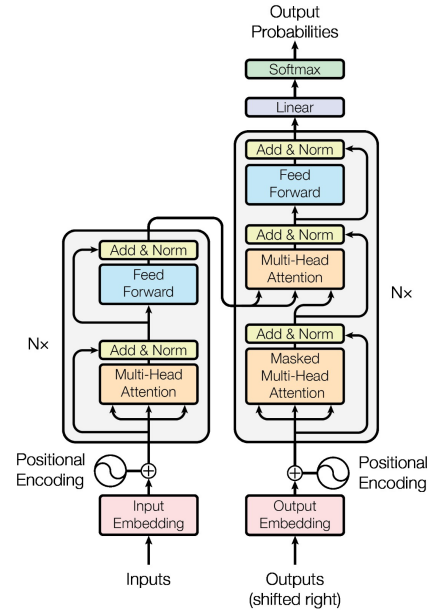 Output
Probabilities
Softmax
Linear
Add & Norm
Feed
Forward
Add & Norm
Multi-Head
Attention
Add & Norm
Masked
Multi-Head
Attention
Nx
Add & Norm
Feed
Forward
Add & Norm
Multi-Head
Attention
Nx
Positional
Encoding
Positional
Encoding
Input
Embedding
Output
Embedding
Inputs
Outputs
(shifted right)